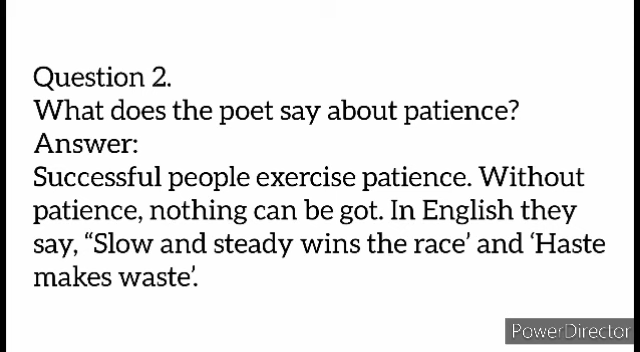 Question 2.
What does the poet say about patience?
Answer:
Successful people exercise patience. Without
patience, nothing can be got. In English they
say, “Slow and steady wins the race’ and ‘Haste
makes waste’.
PowerDirector